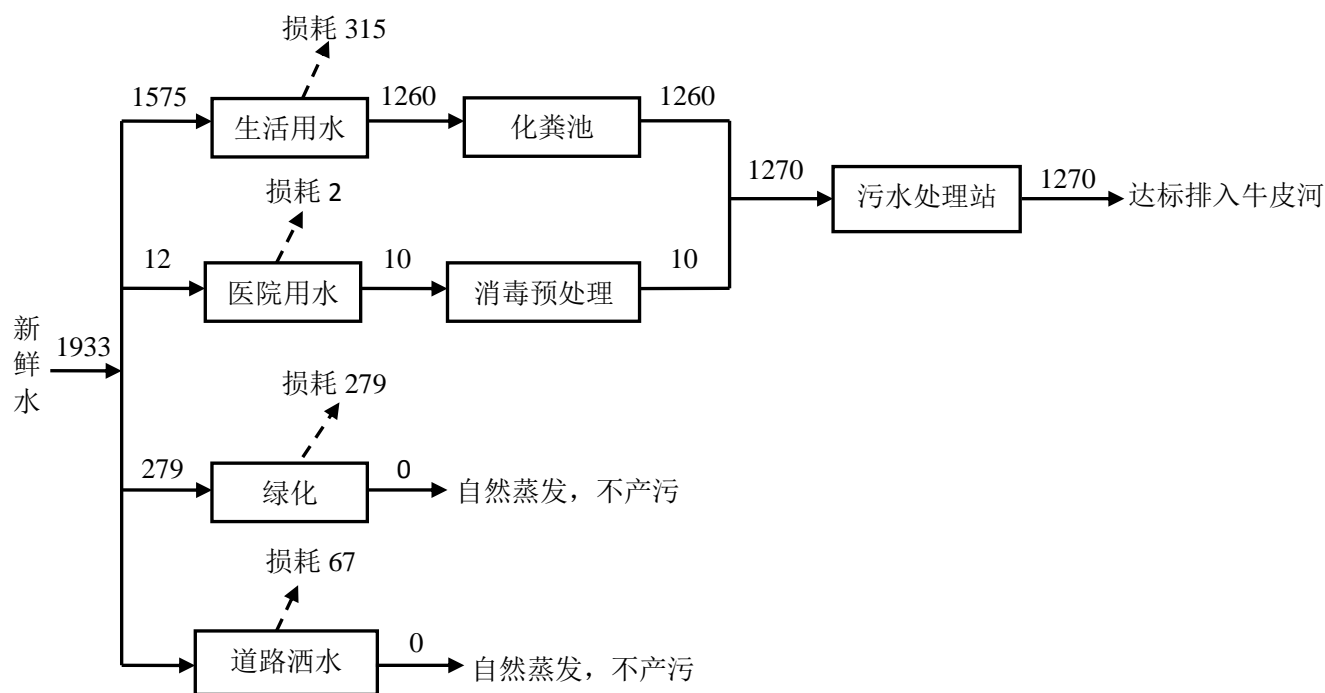 损耗 315
1575
生活用水
1260
化粪池
1260
1270
污水处理站
1270
达标排入牛皮河
损耗 2
12
医院用水
10
消毒预处理
10
新
鲜
水
1933
损耗 279
279
绿化
0
自然蒸发，不产污
损耗 67
道路洒水
0
自然蒸发，不产污